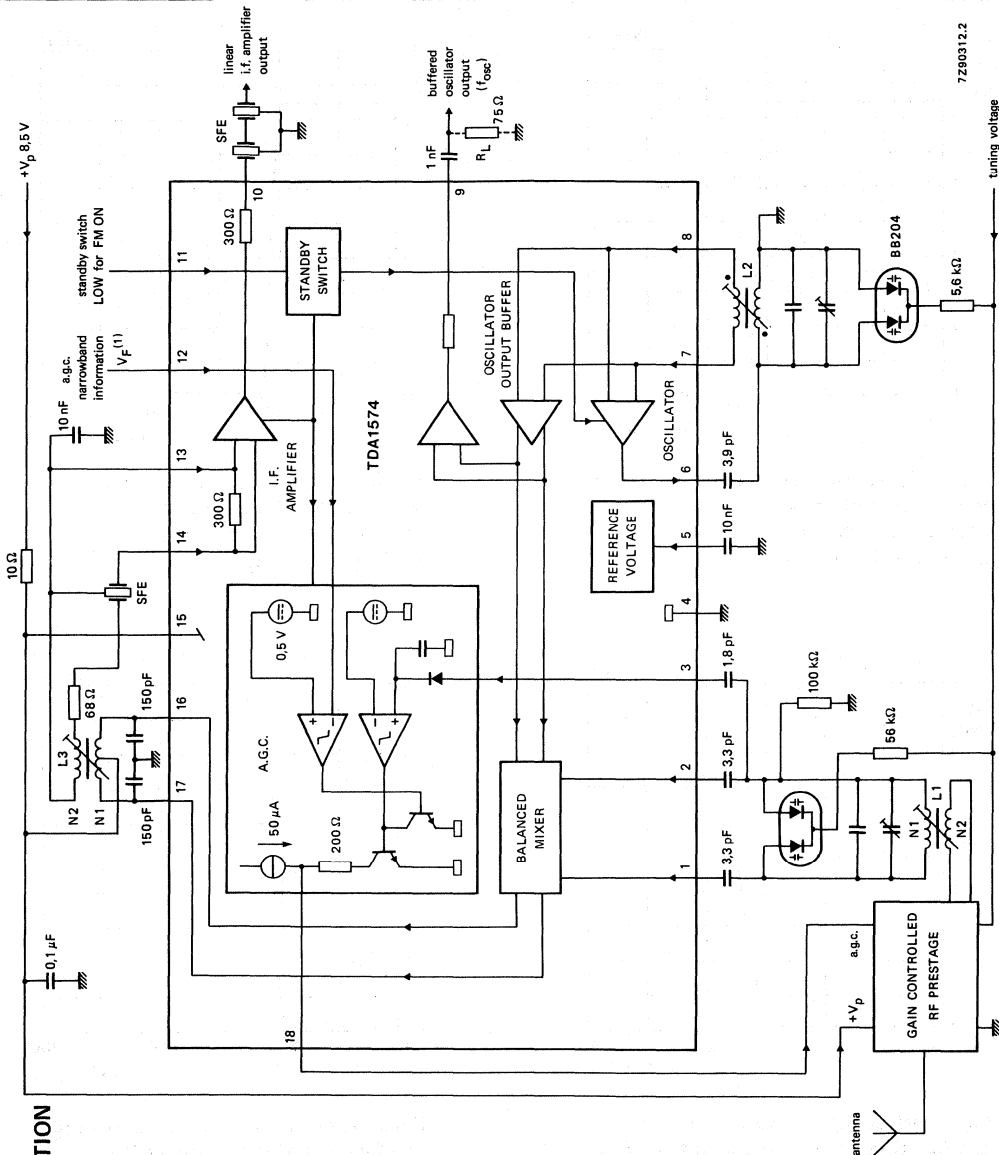 TION
+Vp 8,5 V
0,1 µF
10 Ω
standby switch
LOW for FM ON
a.g.c.
narrowband
information
V_F(1)
10 nF
linear
i.f. amplifier
output
SFE
buffered
oscillator
output
(f_osc)
1 nF
R_L
75 Ω
7Z90312.2
L3
N2
N1
68 Ω
150 pF
150 pF
SFE
18
17
16
15
14
13
12
11
10
9
300 Ω
300 Ω
I.F.
AMPLIFIER
STANDBY
SWITCH
TDA1574
A.G.C.
50 µA
200 Ω
0,5 V
+
−
−
+
OSCILLATOR
OUTPUT BUFFER
OSCILLATOR
BALANCED
MIXER
REFERENCE
VOLTAGE
1
2
3
4
5
6
7
8
3,3 pF
3,3 pF
1,8 pF
10 nF
3,9 pF
100 kΩ
56 kΩ
N1
L1
N2
L2
BB204
5,6 kΩ
tuning voltage
antenna
+Vp
a.g.c.
GAIN CONTROLLED
RF PRESTAGE